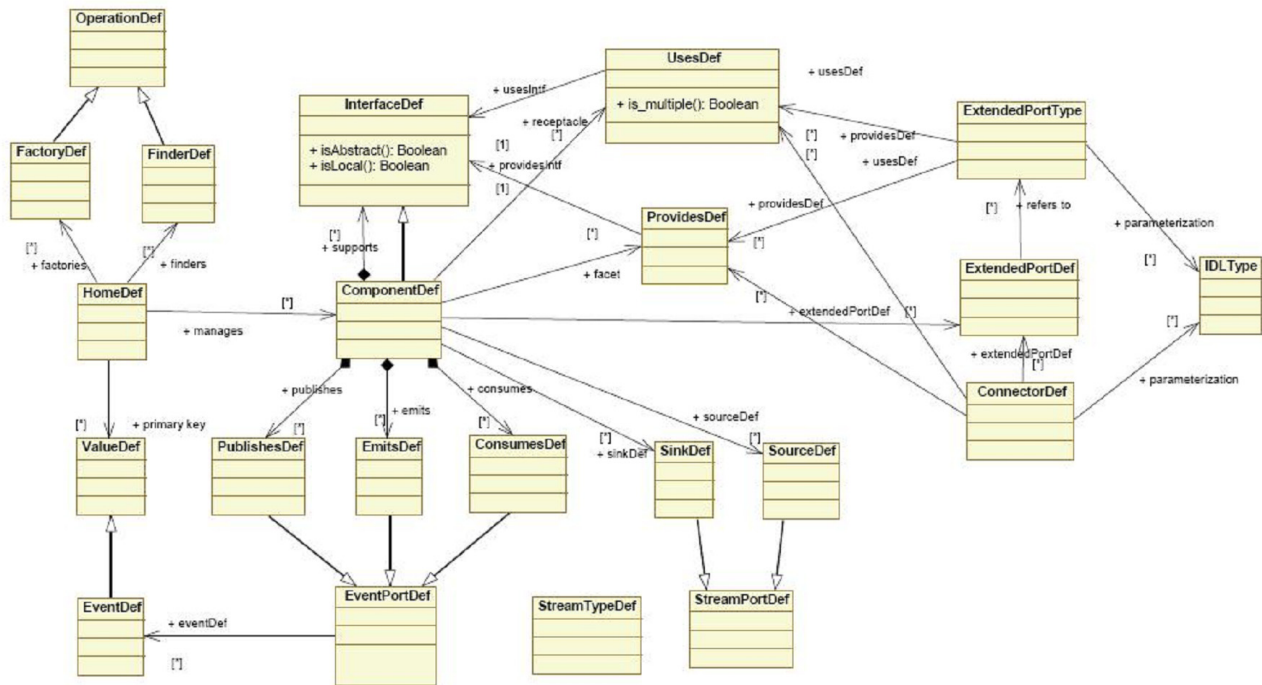 OperationDef
UsesDef
+ usesDef
+ usesIntf
InterfaceDef
+ is_multiple(): Boolean
ExtendedPortType
+ receptacle
[*]
[*]
+ providesDef
FactoryDef
FinderDef
+ isAbstract(): Boolean
+ isLocal(): Boolean
[1]
[*]
+ usesDef
+ providesIntf
[1]
ProvidesDef
+ providesDef
[*]
+ refers to
+ parameterization
[*]
[*]
[*]
[*]
[*]
+ factories
+ finders
+ supports
+ facet
[*]
ExtendedPortDef
IDLType
HomeDef
ComponentDef
[*]
[*]
+ manages
+ extendedPortDef
[*]
[*]
+ extendedPortDef
[*]
+ parameterization
+ publishes
+ consumes
ConnectorDef
[*]
+ primary key
[*]
[*]
+ emits
[*]
+ sourceDef
[*]
[*]
ValueDef
PublishesDef
EmitsDef
ConsumesDef
+ sinkDef
SinkDef
SourceDef
EventDef
+ eventDef
[*]
EventPortDef
StreamTypeDef
StreamPortDef